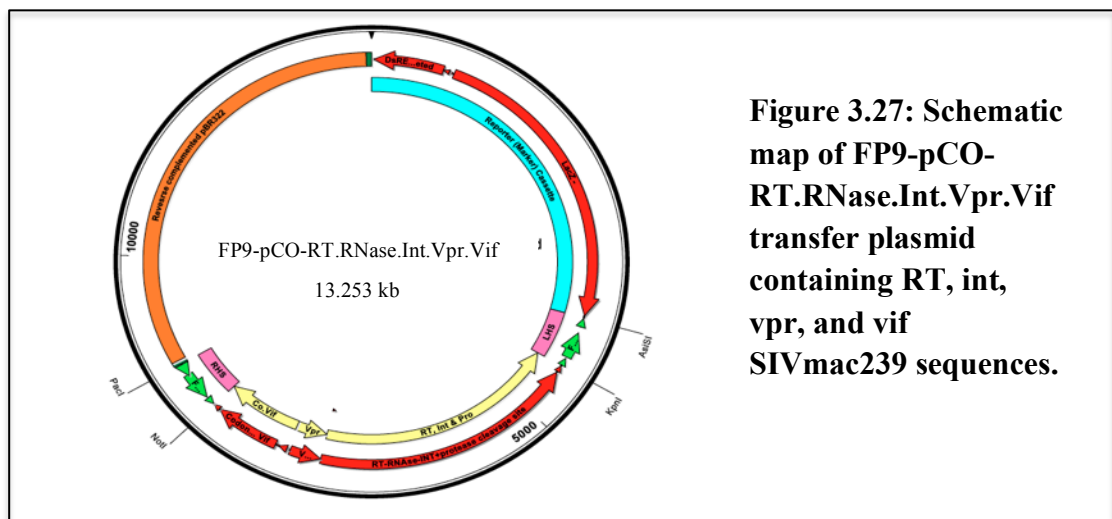 DsRE...eted
LacZ -
Reporter (Marker) Cassette
Revesrse complemented pBR322
10000
FP9-pCO-RT.RNase.Int.Vpr.Vif
13.253 kb
LHS
AsiSI
F...
KpnI
RHS
PacI
F...
Co.Vif
Vpr
RT, Int & Pro
5000
NotI
Codon... Vif
V...
RT-RNAse-INT+protease cleavage site
Figure 3.27: Schematic
map of FP9-pCO-
RT.RNase.Int.Vpr.Vif
transfer plasmid
containing RT, int,
vpr, and vif
SIVmac239 sequences.